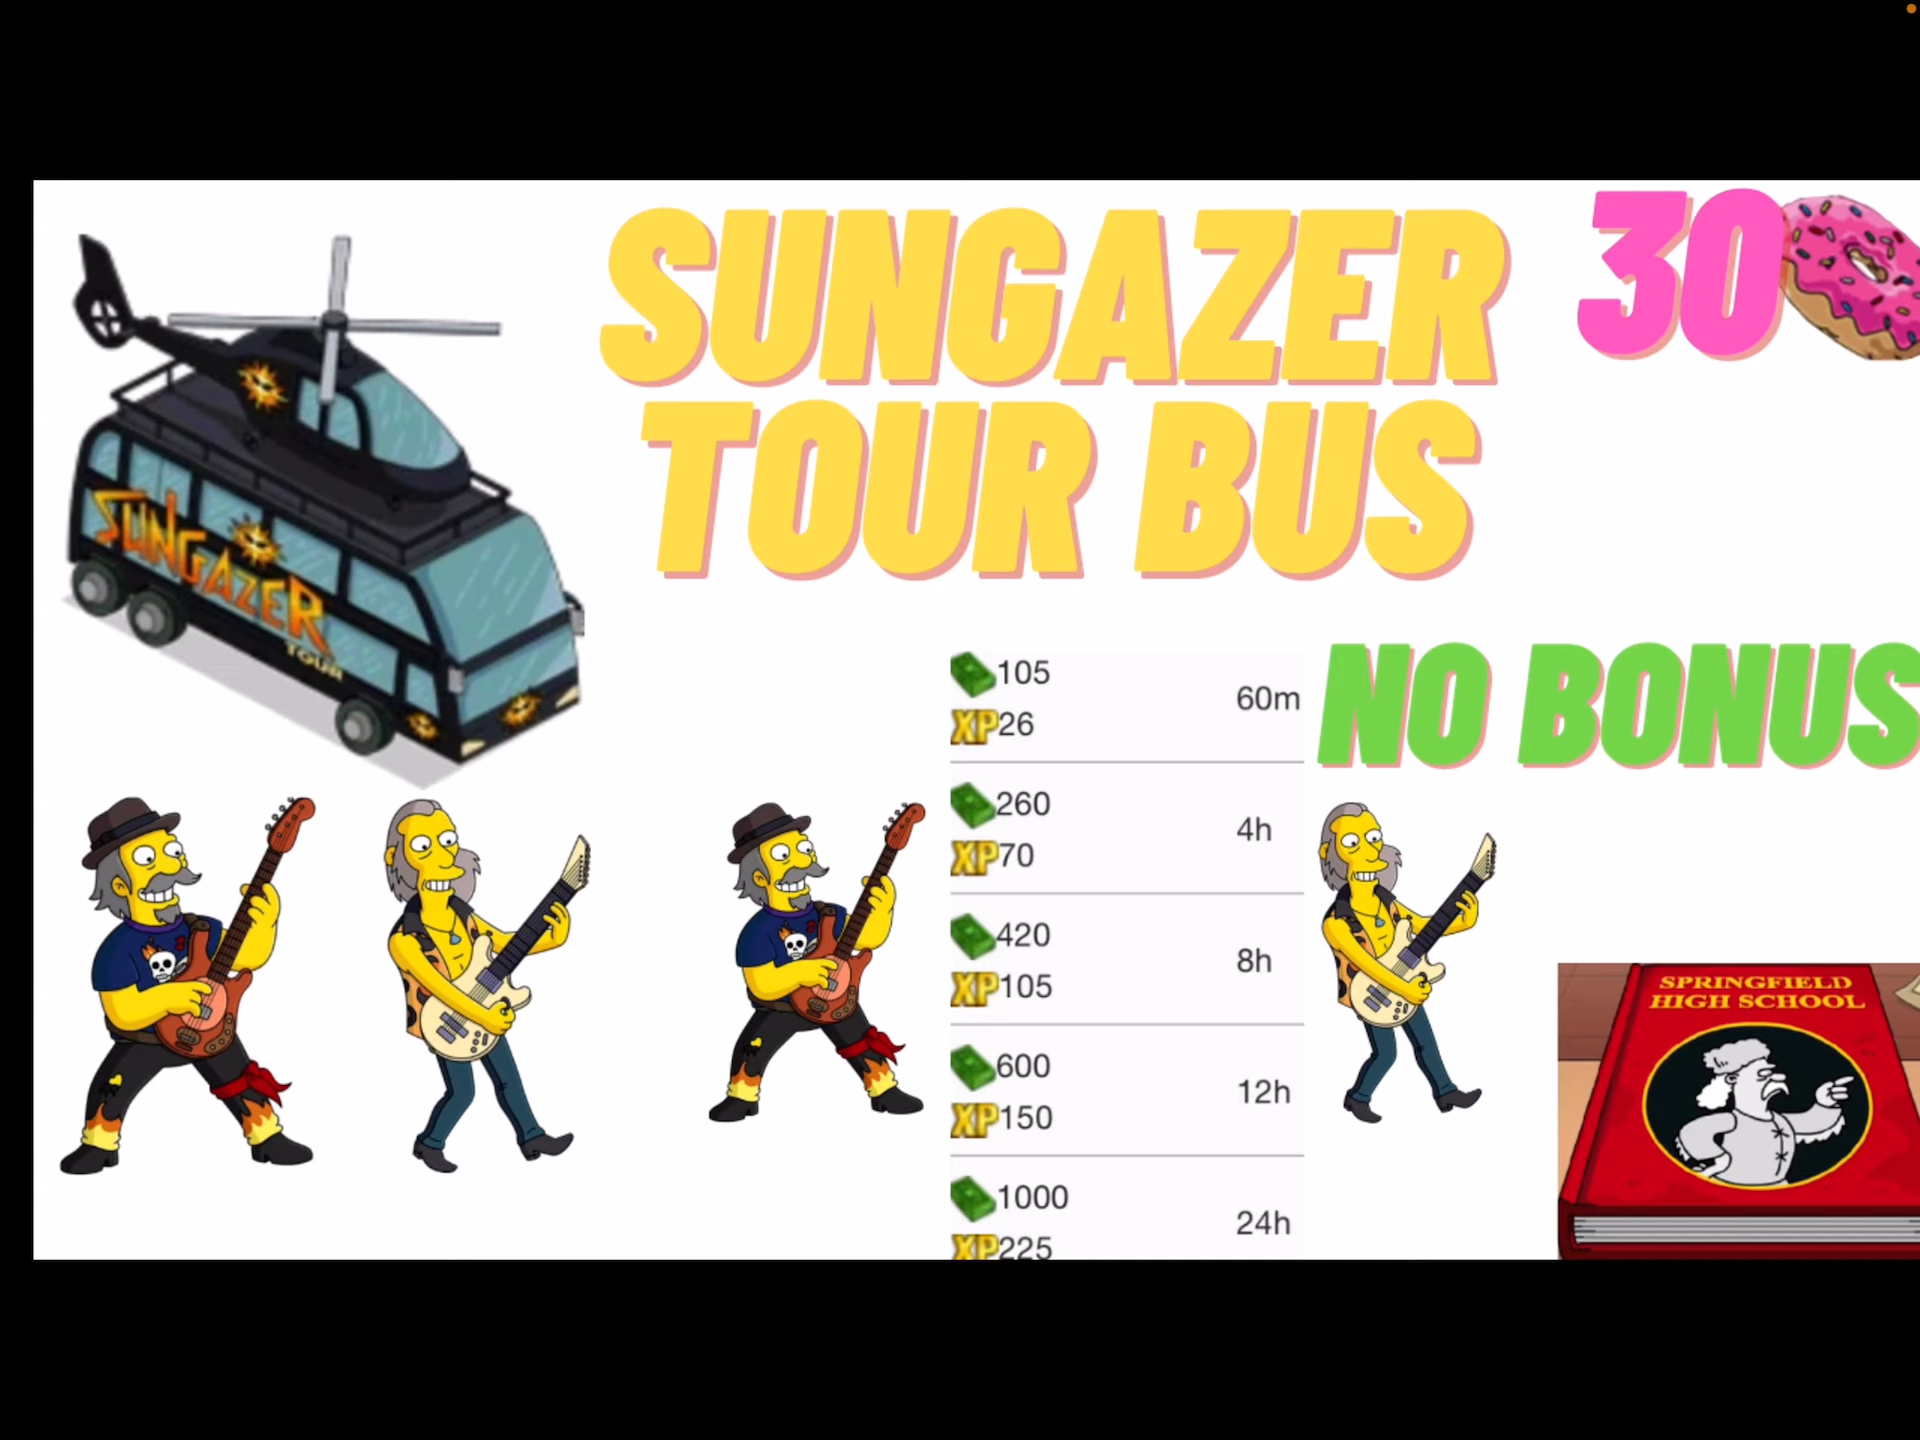 SUNGAZER
TOUR BUS
30
SUNGAZER
TOUR
NO BONUS
105
XP26
60m
260
XP70
4h
420
XP105
8h
600
XP150
12h
1000
XP225
24h
SPRINGFIELD
HIGH SCHOOL